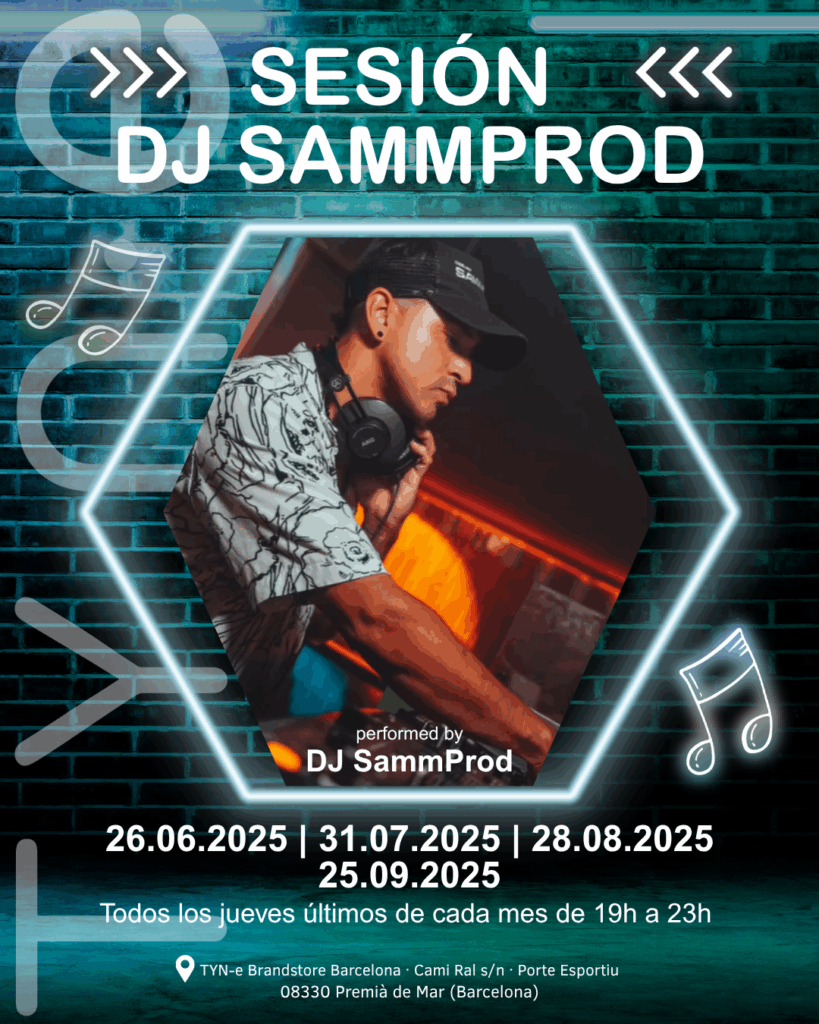 SESIÓN
DJ SAMMPROD
TYN-e
AKG
performed by
DJ SammProd
26.06.2025 | 31.07.2025 | 28.08.2025
25.09.2025
Todos los jueves últimos de cada mes de 19h a 23h
TYN-e Brandstore Barcelona · Cami Ral s/n · Porte Esportiu
08330 Premià de Mar (Barcelona)